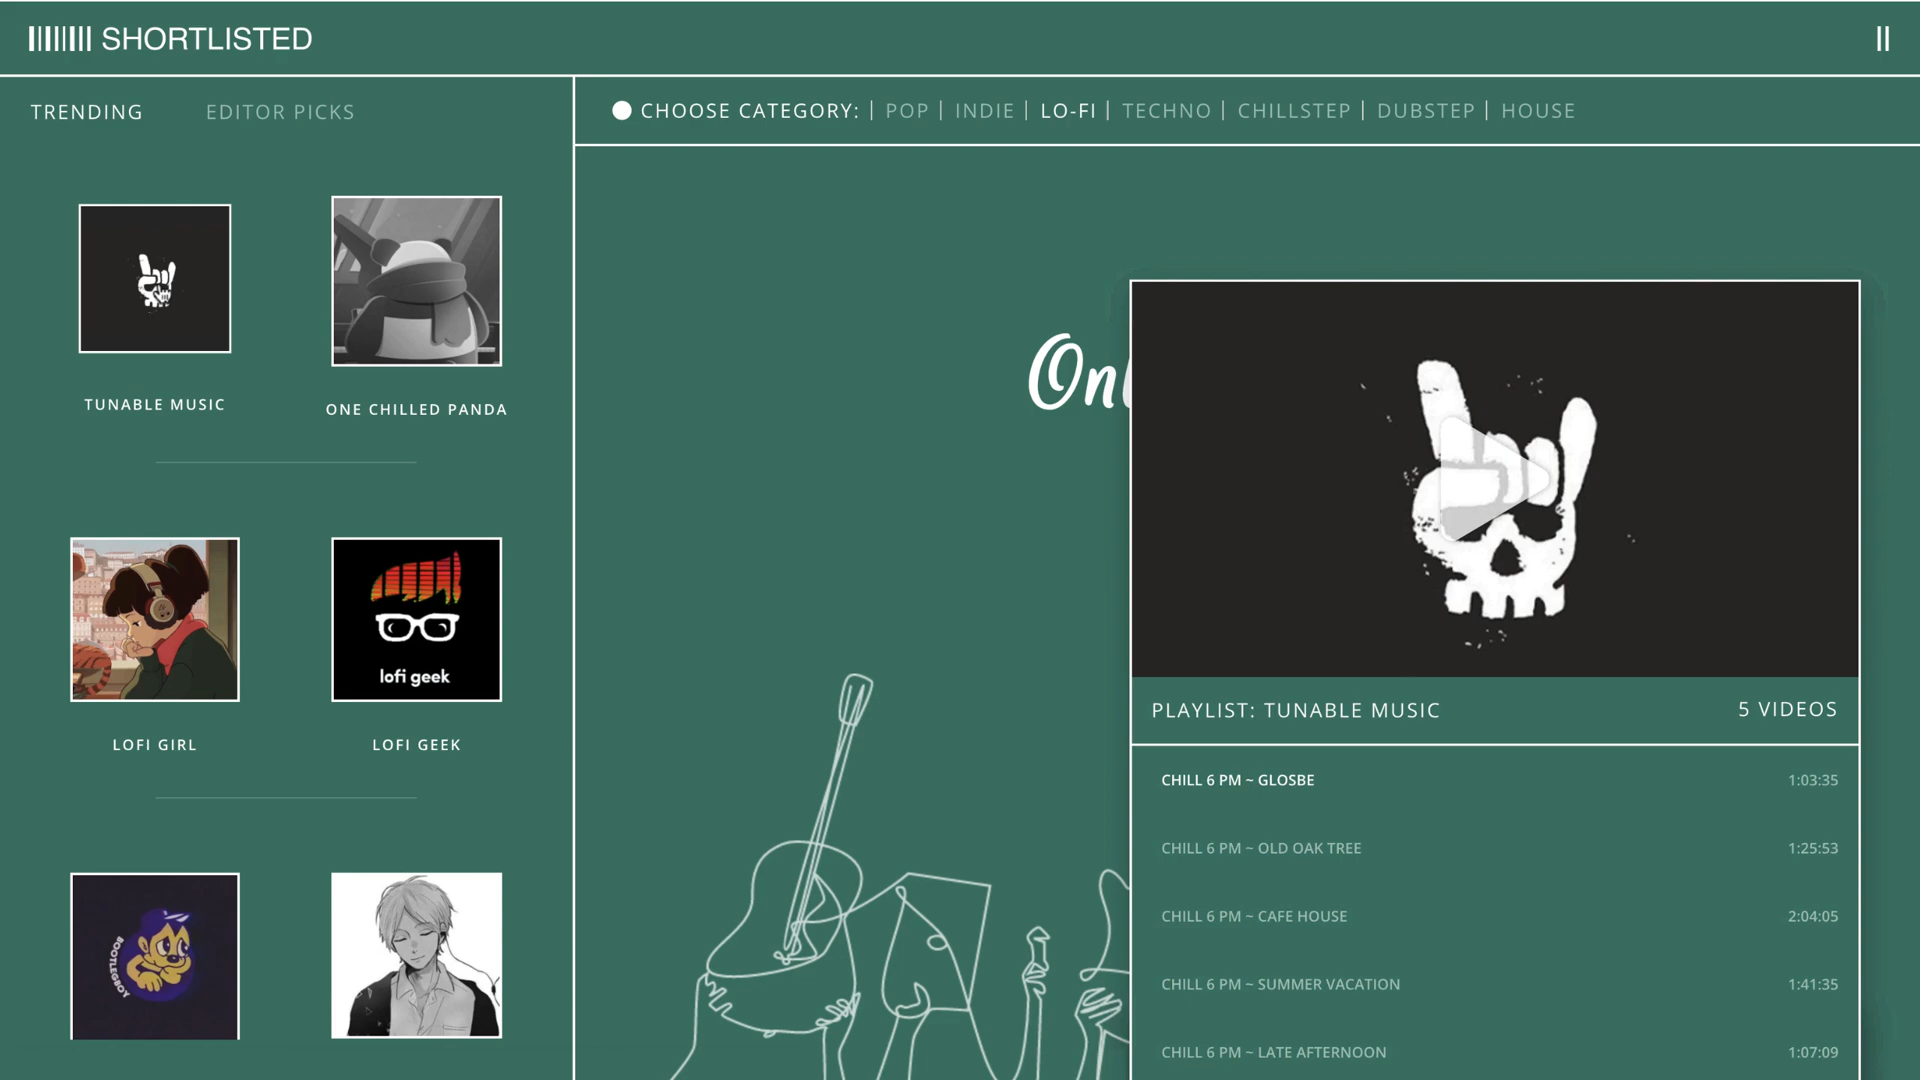 SHORTLISTED
TRENDING EDITOR PICKS
CHOOSE CATEGORY: | POP | INDIE | LO-FI | TECHNO | CHILLSTEP | DUBSTEP | HOUSE
TUNABLE MUSIC
ONE CHILLED PANDA
lofi geek
LOFI GIRL
LOFI GEEK
BOOTLEGBOY
PLAYLIST: TUNABLE MUSIC 5 VIDEOS
CHILL 6 PM ~ GLOSBE 1:03:35
CHILL 6 PM ~ OLD OAK TREE 1:25:53
CHILL 6 PM ~ CAFE HOUSE 2:04:05
CHILL 6 PM ~ SUMMER VACATION 1:41:35
CHILL 6 PM ~ LATE AFTERNOON 1:07:09